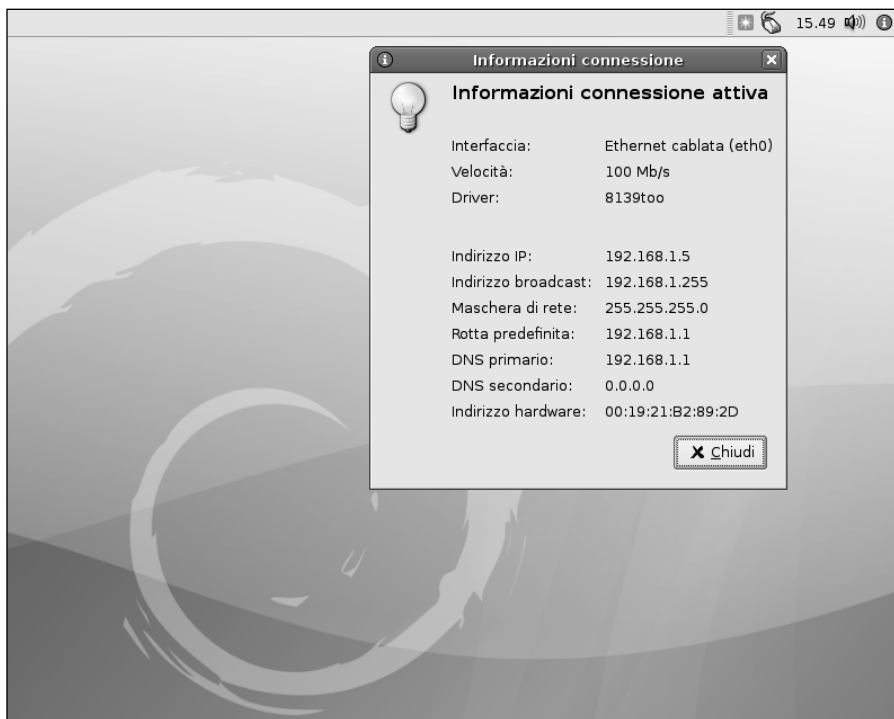 15.49
Informazioni connessione
Informazioni connessione attiva
Interfaccia: Ethernet cablata (eth0)
Velocità: 100 Mb/s
Driver: 8139too
Indirizzo IP: 192.168.1.5
Indirizzo broadcast: 192.168.1.255
Maschera di rete: 255.255.255.0
Rotta predefinita: 192.168.1.1
DNS primario: 192.168.1.1
DNS secondario: 0.0.0.0
Indirizzo hardware: 00:19:21:B2:89:2D
Chiudi